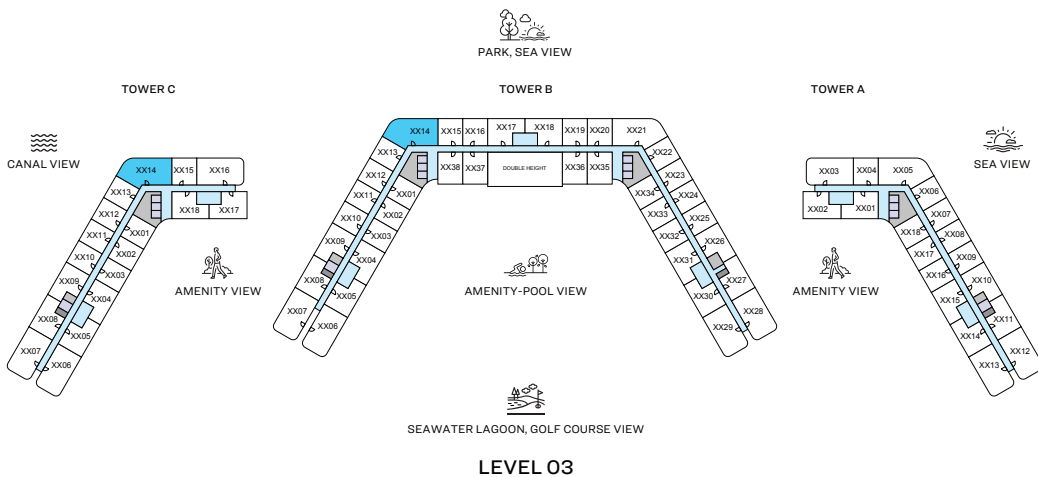 PARK, SEA VIEW
TOWER C
TOWER B
TOWER A
CANAL VIEW
SEA VIEW
XX14
XX15
XX16
XX13
XX12
XX11
XX10
XX09
XX08
XX07
XX18
XX17
XX01
XX02
XX03
XX04
XX05
XX06
AMENITY VIEW
XX14
XX15
XX16
XX17
XX18
XX19
XX20
XX21
XX13
XX12
XX11
XX10
XX09
XX08
XX07
XX38
XX37
DOUBLE HEIGHT
XX36
XX35
XX01
XX02
XX03
XX04
XX05
XX06
XX22
XX23
XX24
XX25
XX26
XX27
XX28
XX34
XX33
XX32
XX31
XX30
XX29
AMENITY-POOL VIEW
XX03
XX04
XX05
XX02
XX01
XX06
XX07
XX08
XX09
XX10
XX11
XX12
XX18
XX17
XX16
XX15
XX14
XX13
AMENITY VIEW
SEAWATER LAGOON, GOLF COURSE VIEW
LEVEL 03